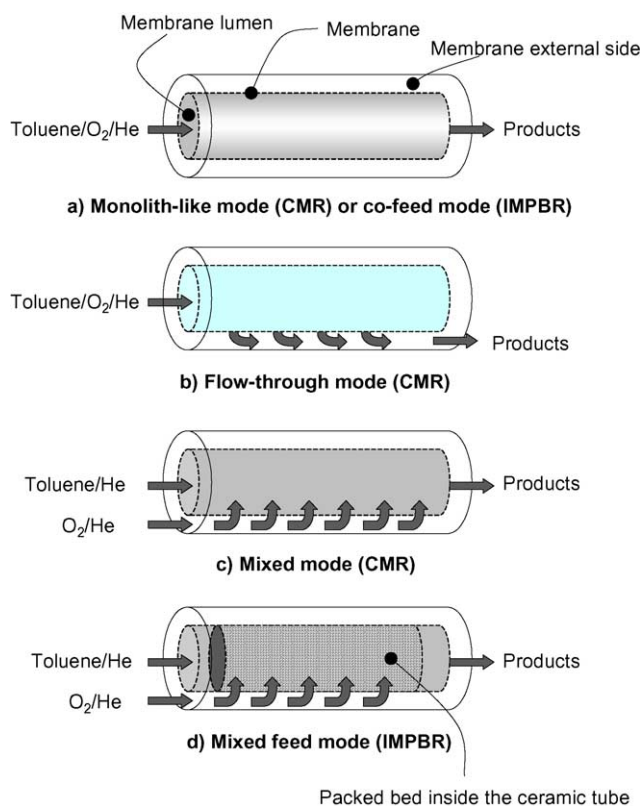 Membrane lumen
Membrane
Membrane external side
Toluene/O₂/He
Products
a) Monolith-like mode (CMR) or co-feed mode (IMPBR)
Toluene/O₂/He
Products
b) Flow-through mode (CMR)
Toluene/He
Products
O₂/He
c) Mixed mode (CMR)
Toluene/He
Products
O₂/He
d) Mixed feed mode (IMPBR)
Packed bed inside the ceramic tube